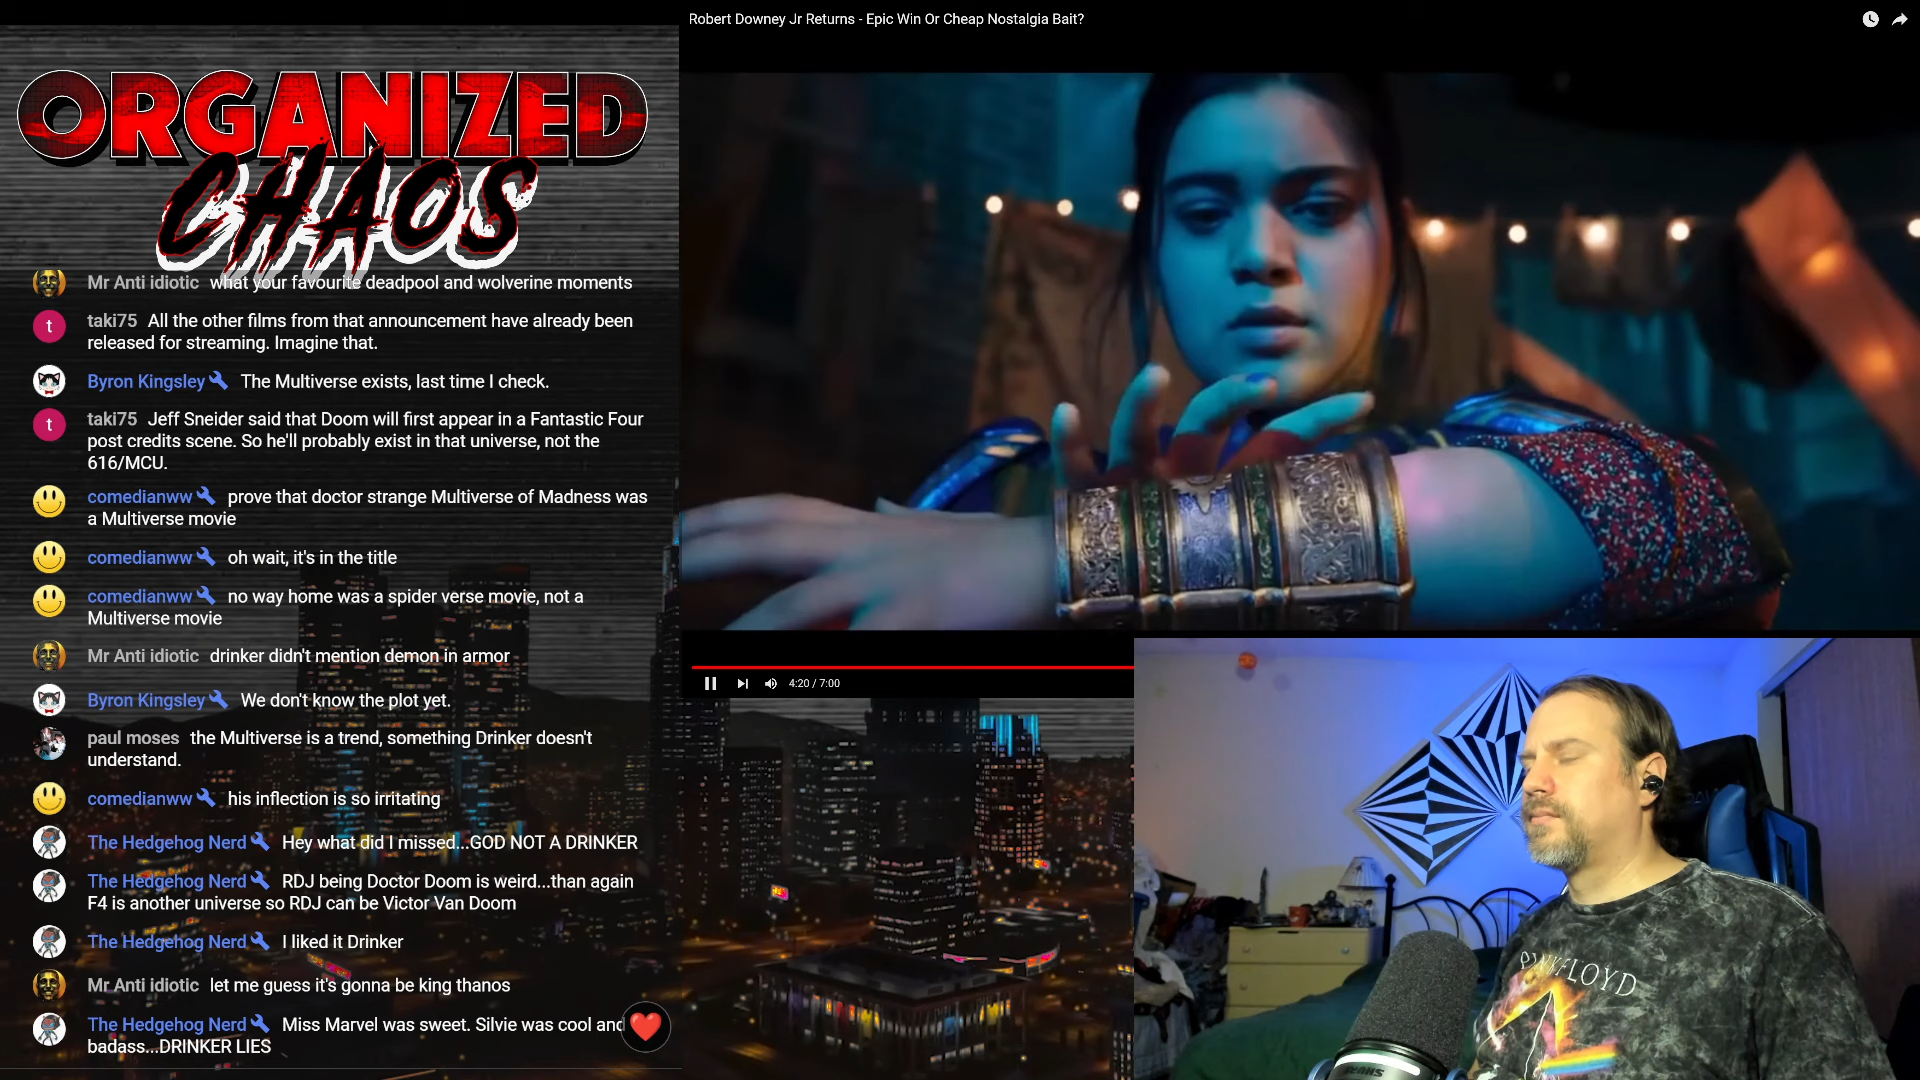 Robert Downey Jr Returns - Epic Win Or Cheap Nostalgia Bait?
ORGANIZED
CHAOS
Mr Anti idiotic what your favourite deadpool and wolverine moments
t
taki75 All the other films from that announcement have already been
released for streaming. Imagine that.
Byron Kingsley The Multiverse exists, last time I check.
t
taki75 Jeff Sneider said that Doom will first appear in a Fantastic Four
post credits scene. So he'll probably exist in that universe, not the
616/MCU.
comedianww prove that doctor strange Multiverse of Madness was
a Multiverse movie
comedianww oh wait, it's in the title
comedianww no way home was a spider verse movie, not a
Multiverse movie
Mr Anti idiotic drinker didn't mention demon in armor
Byron Kingsley We don't know the plot yet.
paul moses the Multiverse is a trend, something Drinker doesn't
understand.
comedianww his inflection is so irritating
The Hedgehog Nerd Hey what did I missed...GOD NOT A DRINKER
The Hedgehog Nerd RDJ being Doctor Doom is weird...than again
F4 is another universe so RDJ can be Victor Van Doom
The Hedgehog Nerd I liked it Drinker
Mr Anti idiotic let me guess it's gonna be king thanos
The Hedgehog Nerd Miss Marvel was sweet. Silvie was cool and
badass...DRINKER LIES
4:20 / 7:00
PINK FLOYD
SHURE